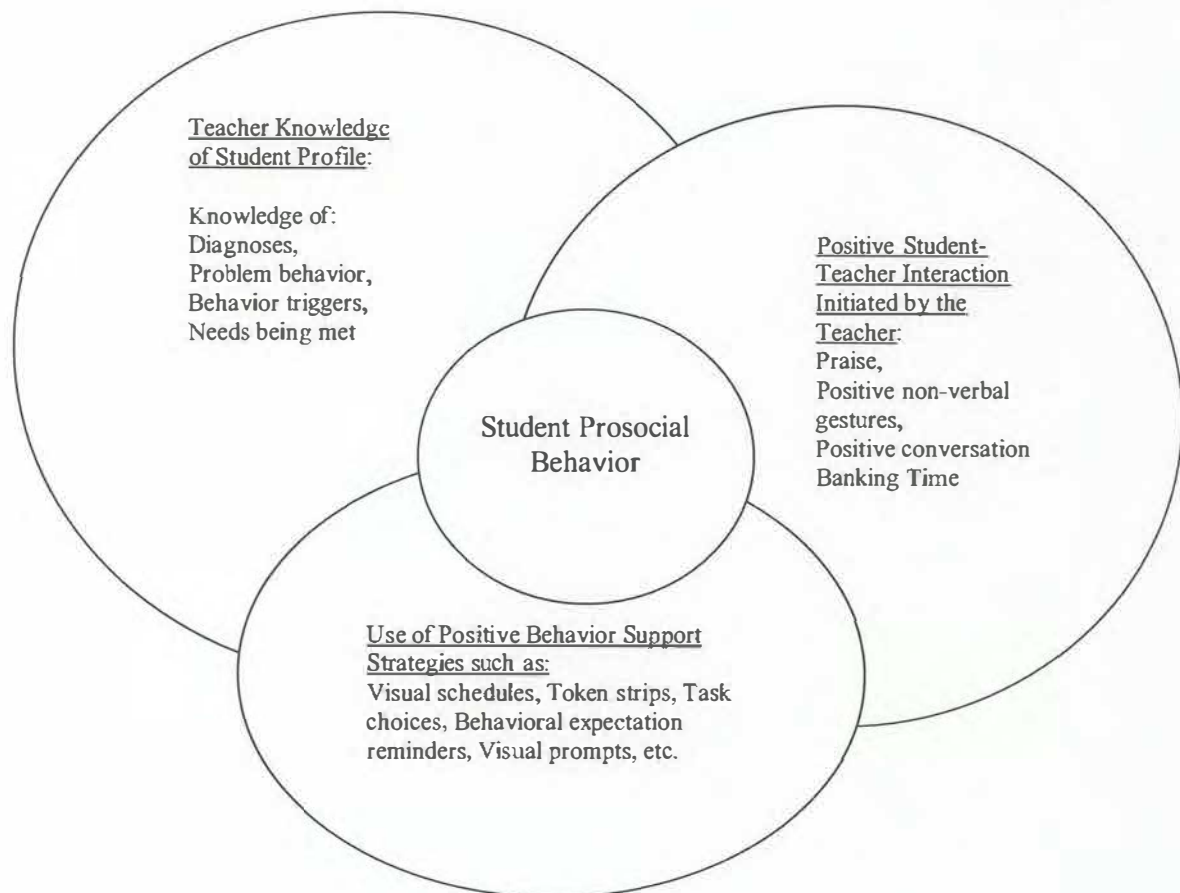 Teacher Knowledge
of Student Profile:
Knowledge of:
Diagnoses,
Problem behavior,
Behavior triggers,
Needs being met
Positive Student-
Teacher Interaction
Initiated by the
Teacher:
Praise,
Positive non-verbal
gestures,
Positive conversation
Banking Time
Student Prosocial
Behavior
Use of Positive Behavior Support
Strategies such as:
Visual schedules, Token strips, Task
choices, Behavioral expectation
reminders, Visual prompts, etc.